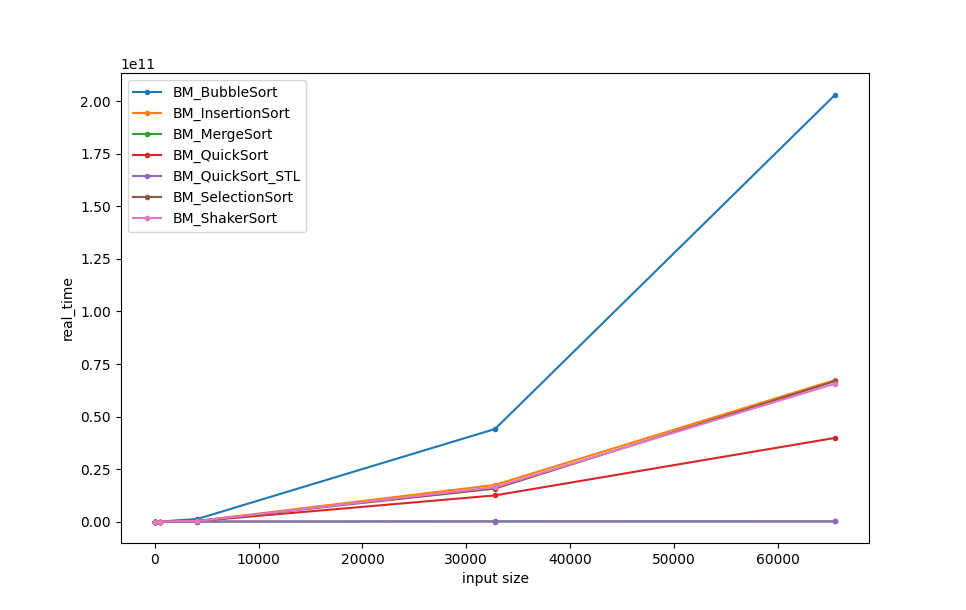 1e11
2.00
1.75
1.50
1.25
1.00
0.75
0.50
0.25
0.00
real_time
BM_BubbleSort
BM_InsertionSort
BM_MergeSort
BM_QuickSort
BM_QuickSort_STL
BM_SelectionSort
BM_ShakerSort
0 10000 20000 30000 40000 50000 60000
input size